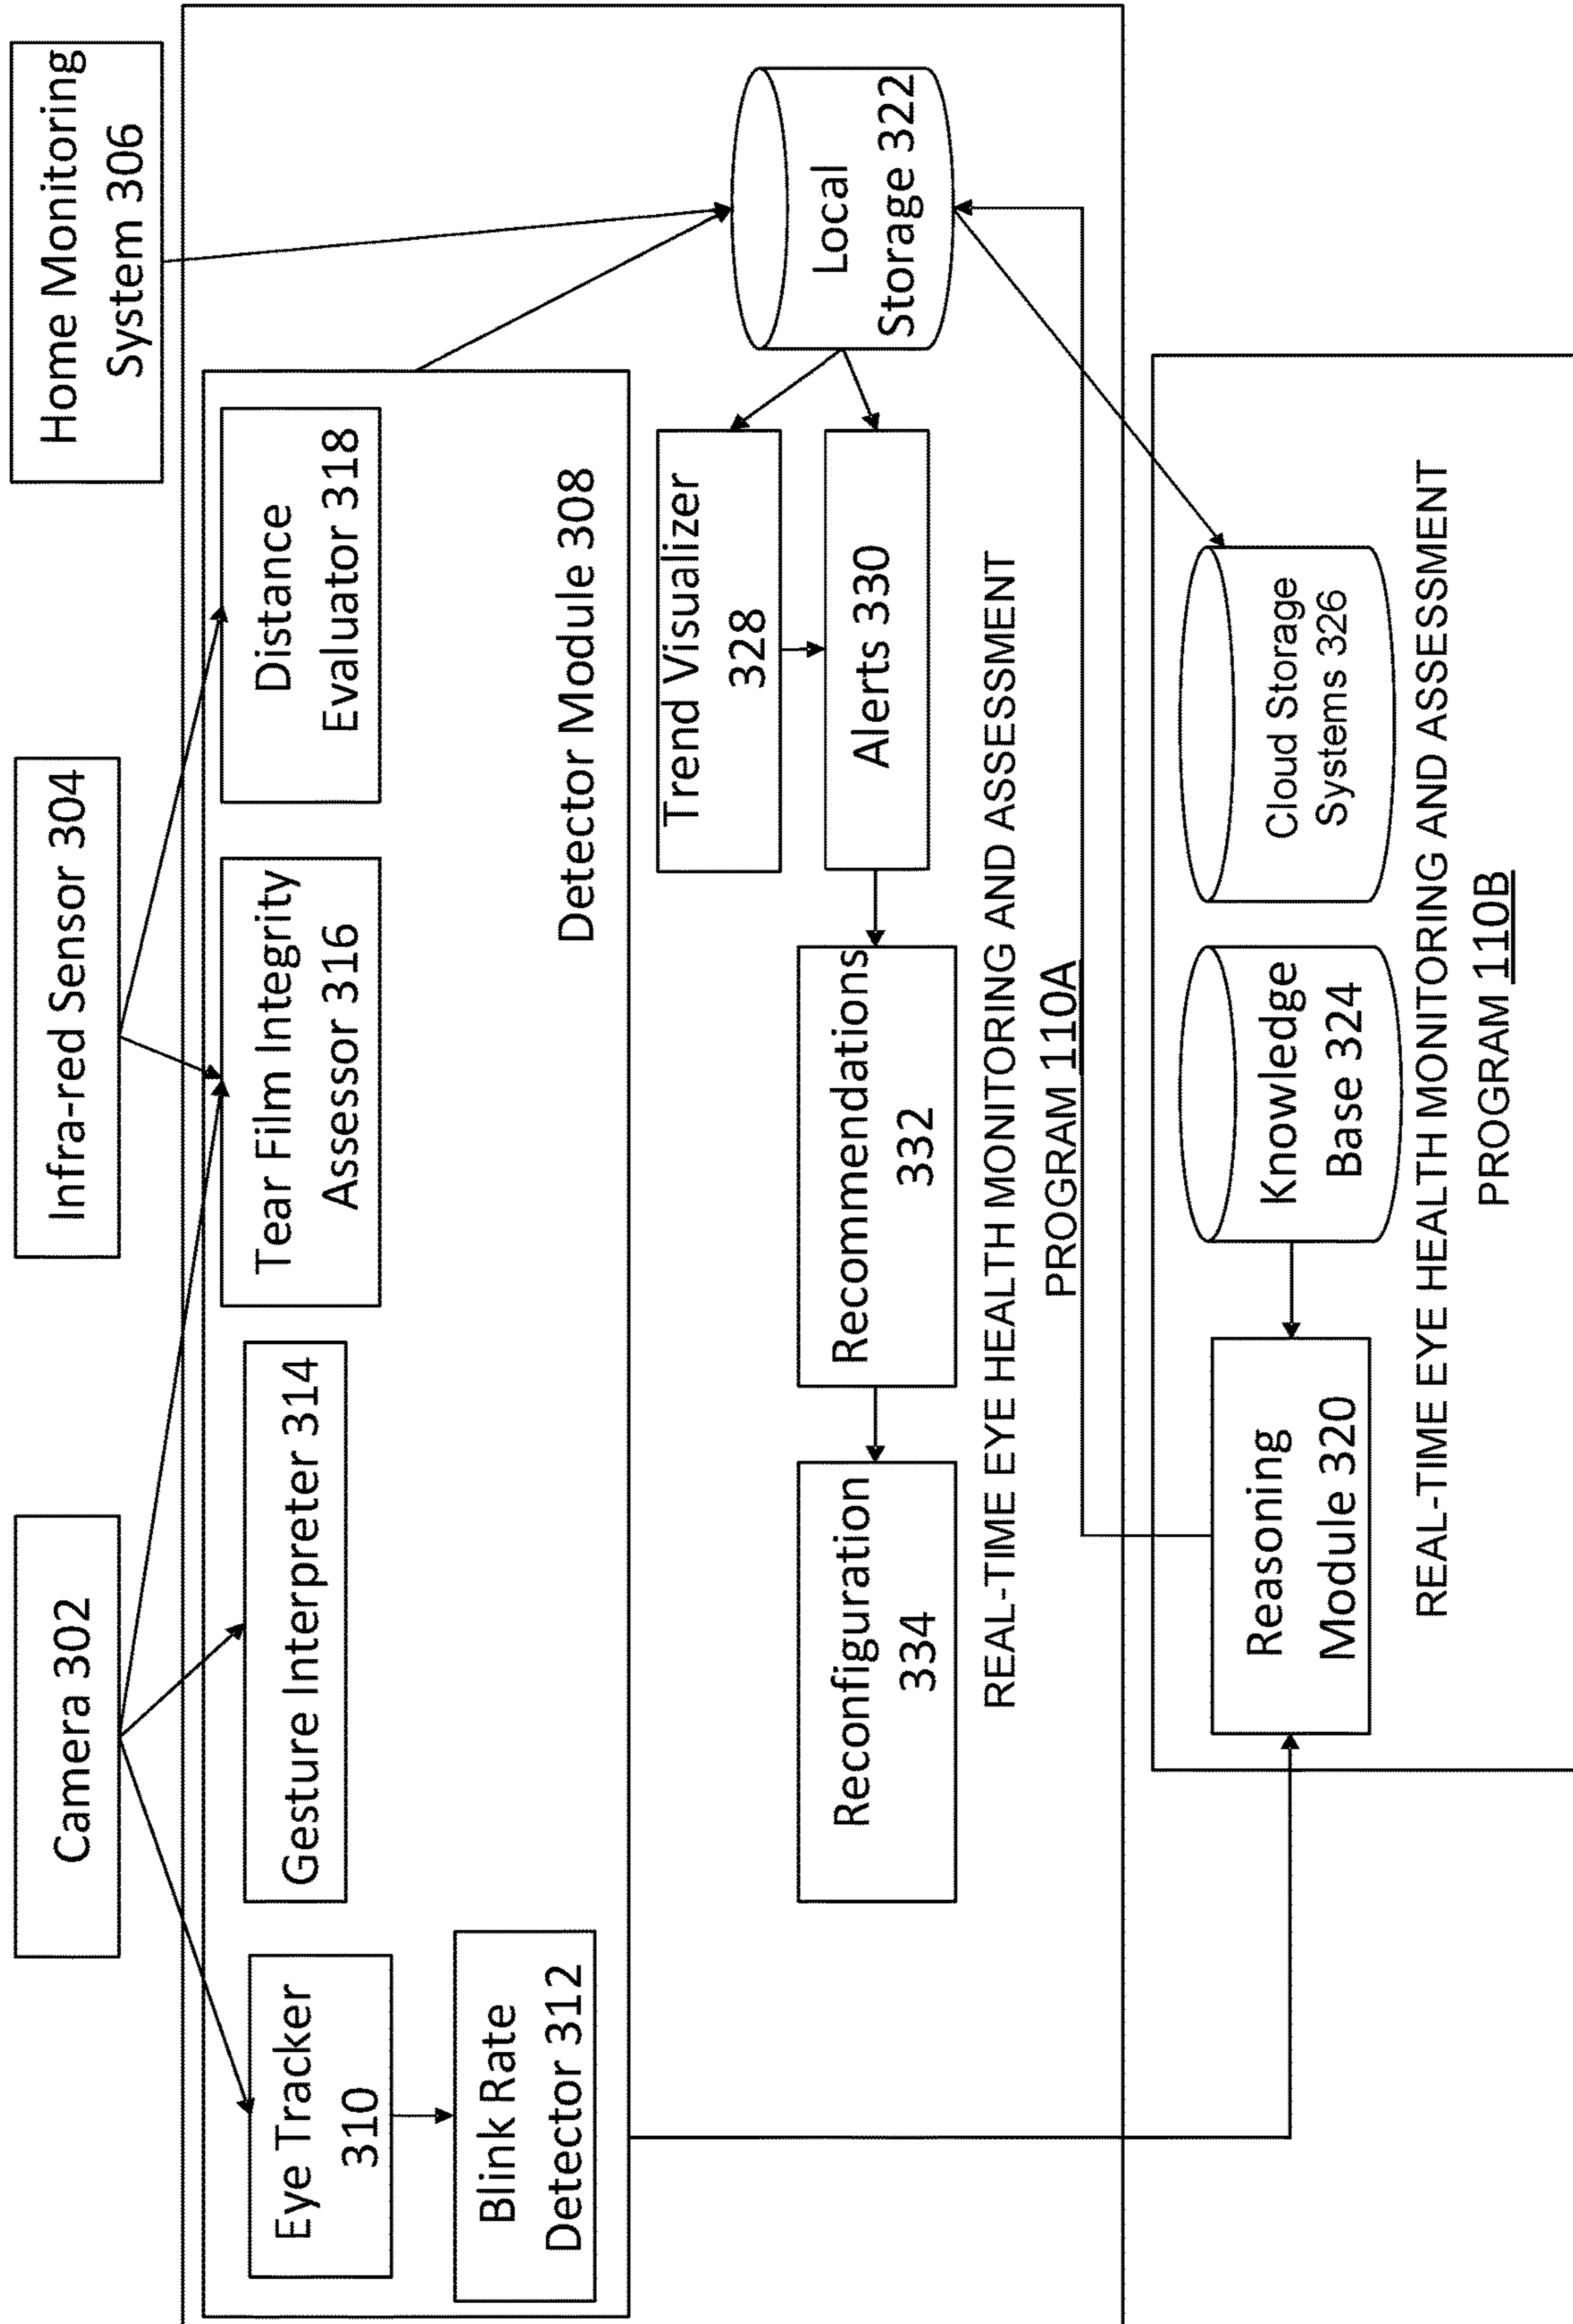 Camera 302
Infra-red Sensor 304
Home Monitoring
System 306
Eye Tracker
310
Gesture Interpreter 314
Tear Film Integrity
Assessor 316
Distance
Evaluator 318
Blink Rate
Detector 312
Detector Module 308
Trend Visualizer
328
Local
Storage 322
Reconfiguration
334
Recommendations
332
Alerts 330
REAL-TIME EYE HEALTH MONITORING AND ASSESSMENT
PROGRAM 110A
Reasoning
Module 320
Knowledge
Base 324
Cloud Storage
Systems 326
REAL-TIME EYE HEALTH MONITORING AND ASSESSMENT
PROGRAM 110B